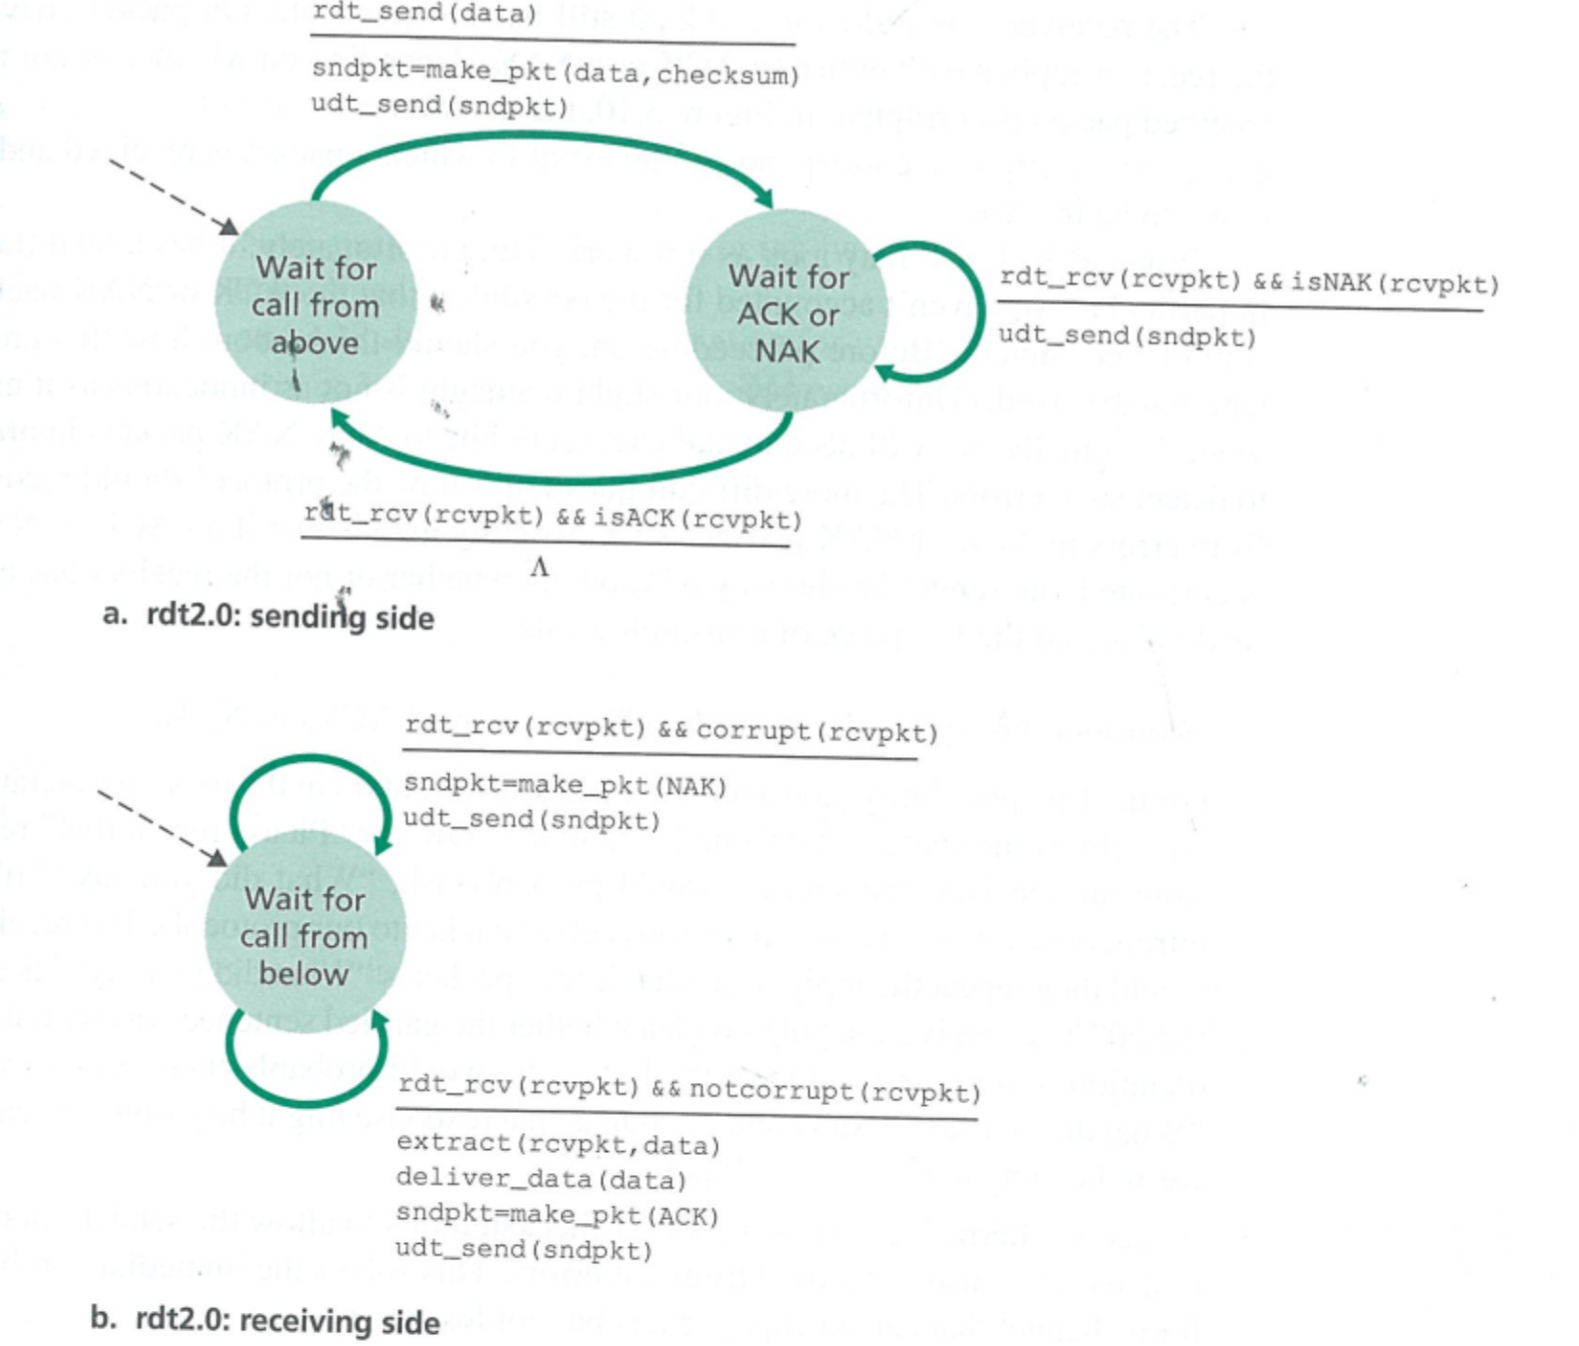 rdt_send(data)
sndpkt=make_pkt(data,checksum)
udt_send(sndpkt)
Wait for
call from
above
Wait for
ACK or
NAK
rdt_rcv(rcvpkt) && isNAK(rcvpkt)
udt_send(sndpkt)
rdt_rcv(rcvpkt) && isACK(rcvpkt)
Λ
a. rdt2.0: sending side
rdt_rcv(rcvpkt) && corrupt(rcvpkt)
sndpkt=make_pkt(NAK)
udt_send(sndpkt)
Wait for
call from
below
rdt_rcv(rcvpkt) && notcorrupt(rcvpkt)
extract(rcvpkt,data)
deliver_data(data)
sndpkt=make_pkt(ACK)
udt_send(sndpkt)
b. rdt2.0: receiving side